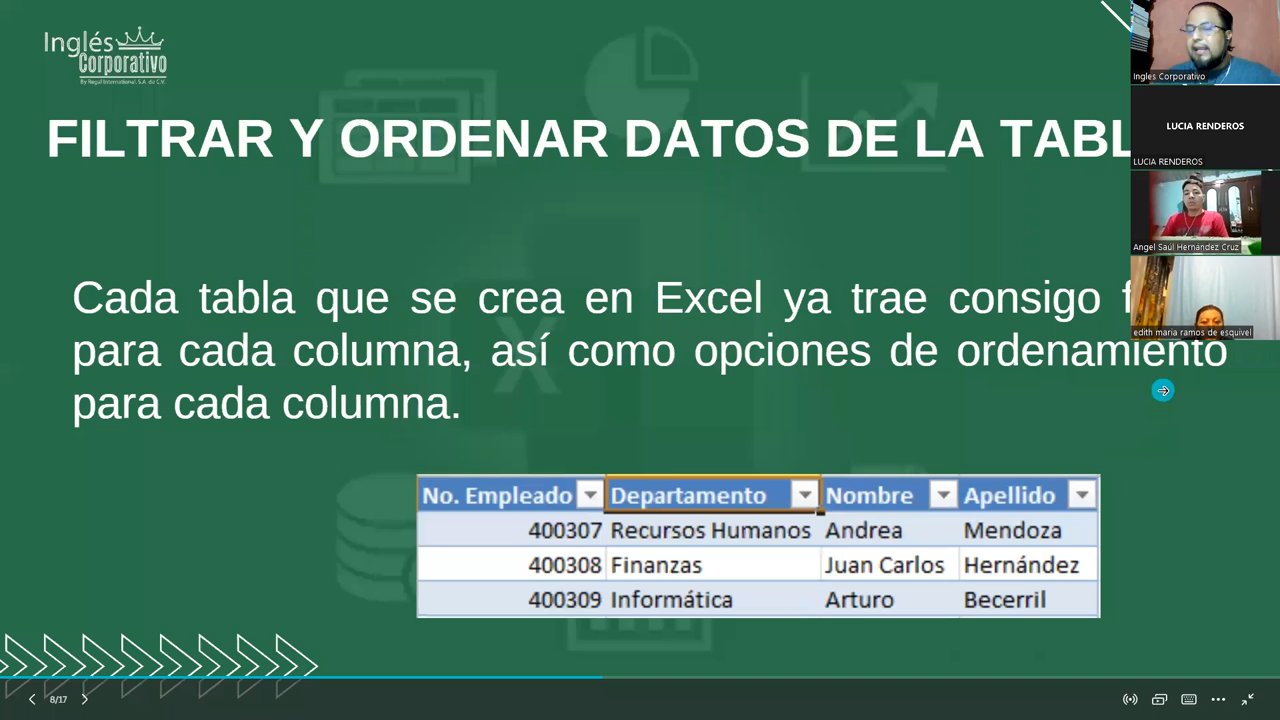 Inglés
Corporativo
By Regal International, S.A. de C.V.
FILTRAR Y ORDENAR DATOS DE LA TABL
Cada tabla que se crea en Excel ya trae consigo f
para cada columna, así como opciones de ordenamiento
para cada columna.
No. Empleado Departamento Nombre Apellido
400307 Recursos Humanos Andrea Mendoza
400308 Finanzas Juan Carlos Hernández
400309 Informática Arturo Becerril
8/17
Ingles Corporativo
LUCIA RENDEROS
LUCIA RENDEROS
Angel Saúl Hernández Cruz
edith maria ramos de esquivel